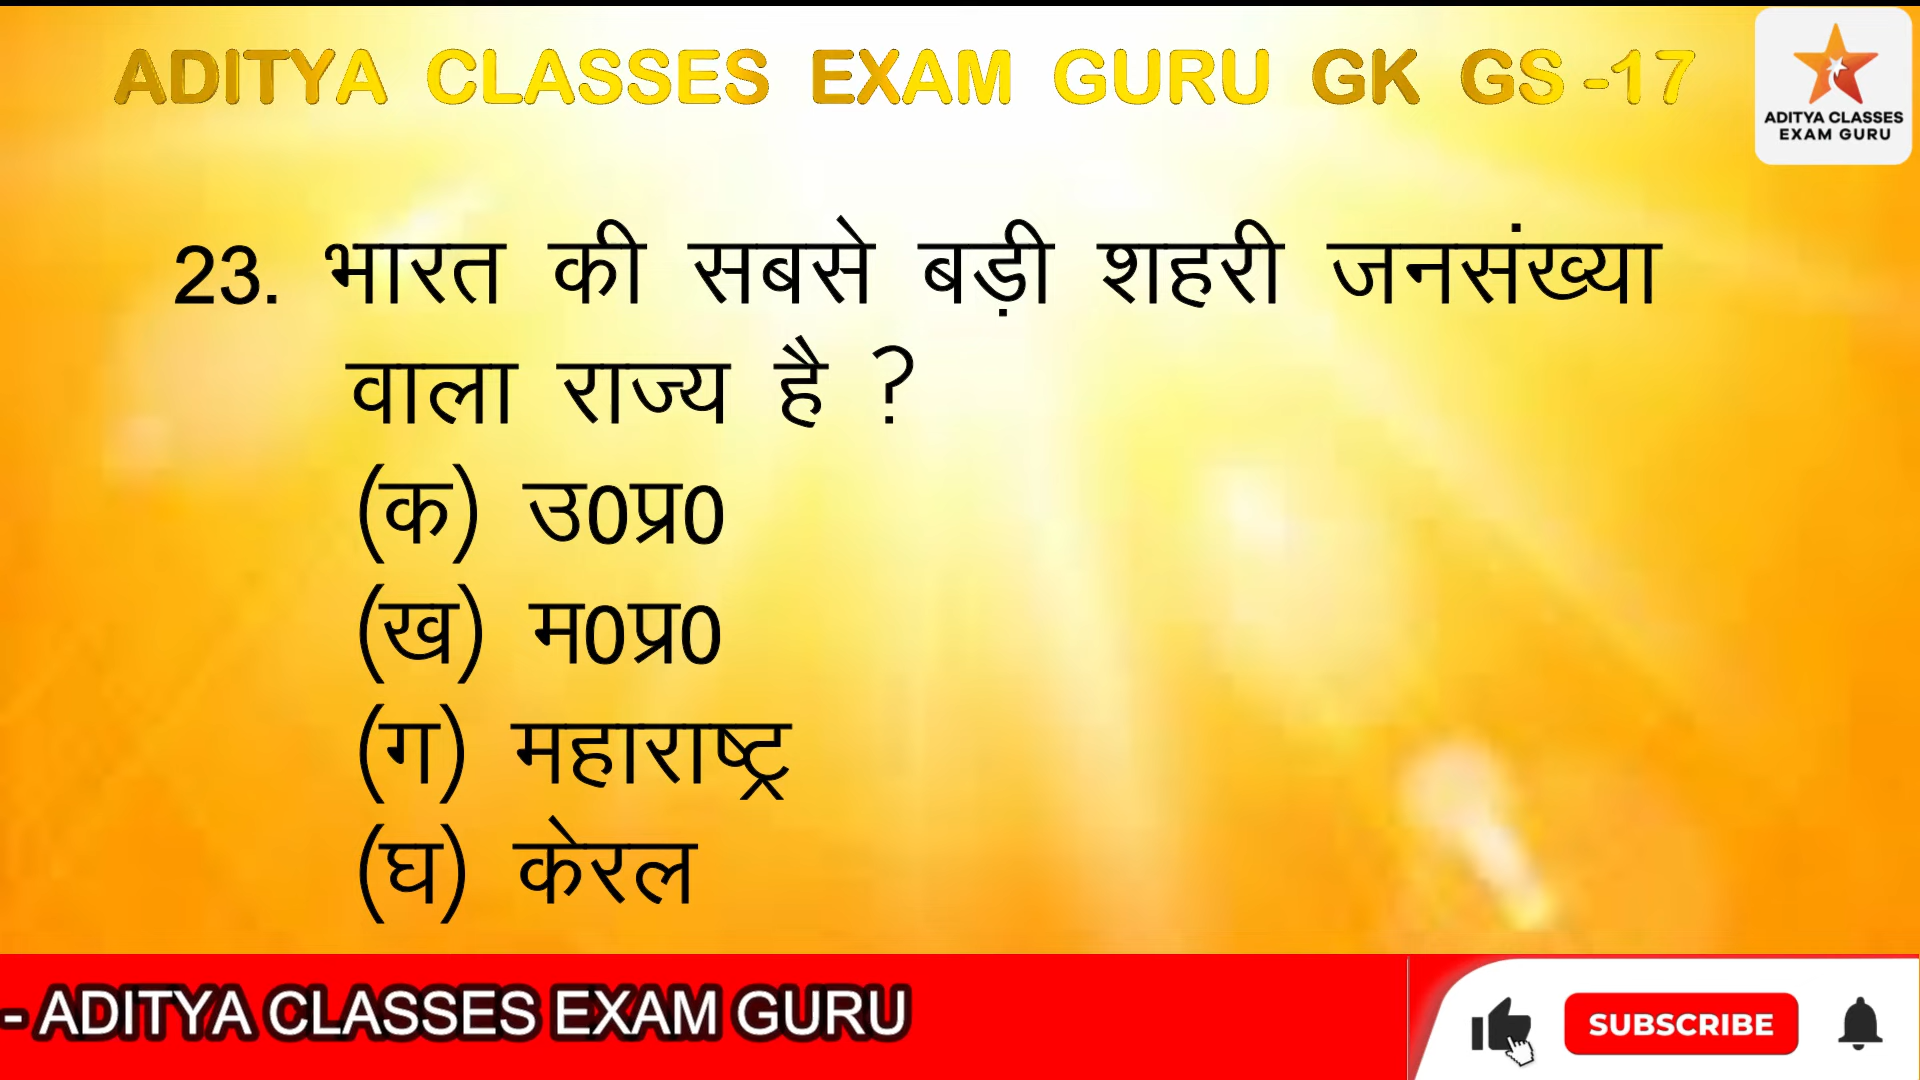 ADITYA CLASSES EXAM GURU GK GS -17
ADITYA CLASSES
EXAM GURU
23. भारत की सबसे बड़ी शहरी जनसंख्या
वाला राज्य है ?
(क) उ0प्र0
(ख) म0प्र0
(ग) महाराष्ट्र
(घ) केरल
- ADITYA CLASSES EXAM GURU
SUBSCRIBE